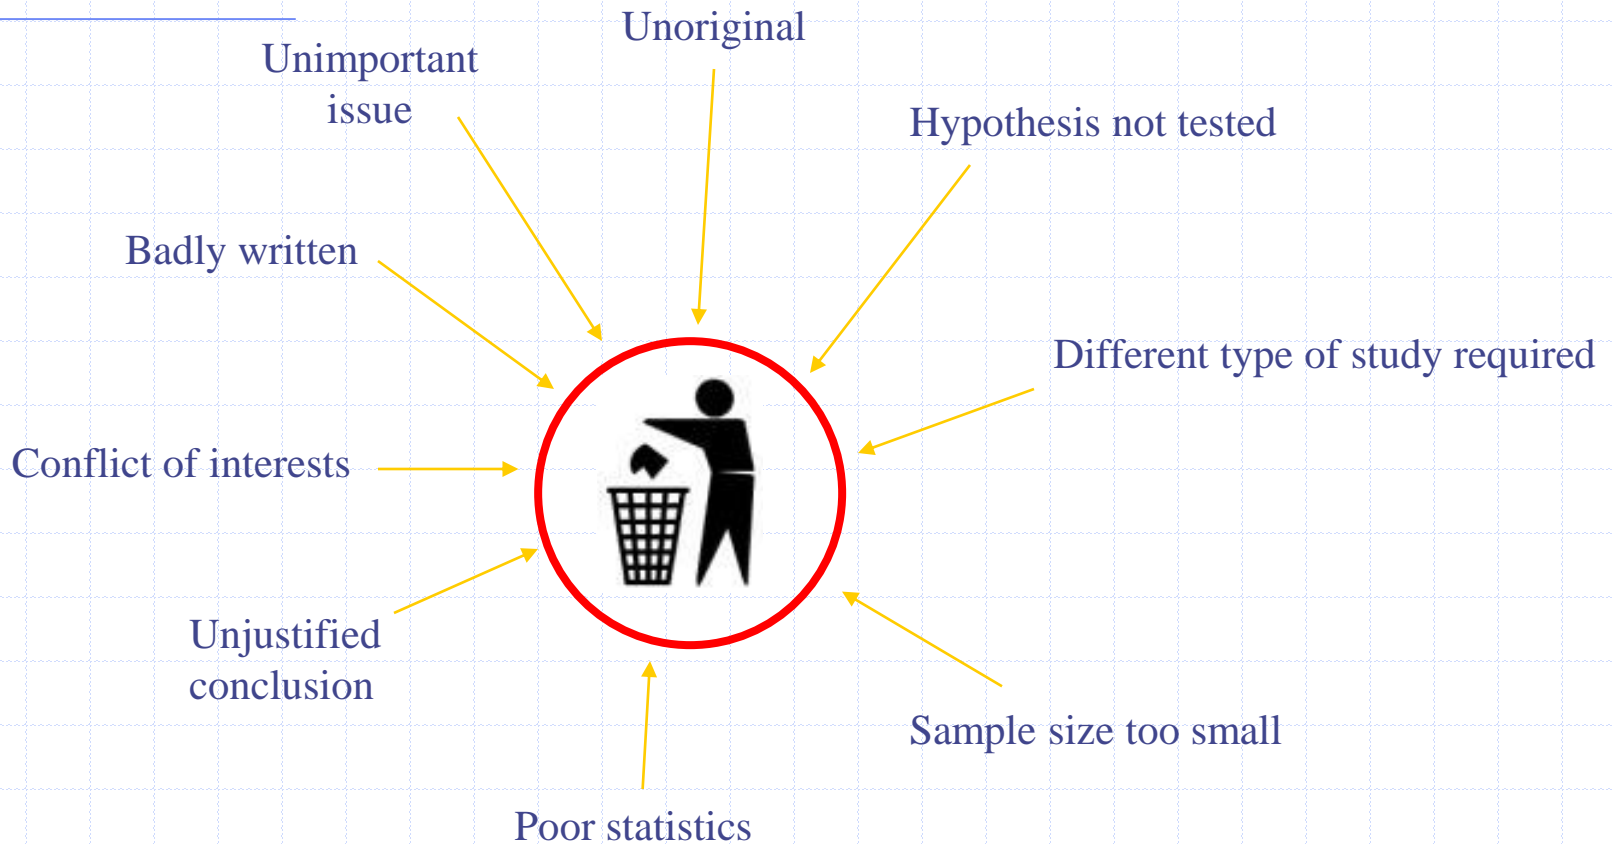 Unoriginal
Unimportant
issue
Hypothesis not tested
Badly written
Different type of study required
Conflict of interests
Unjustified
conclusion
Sample size too small
Poor statistics